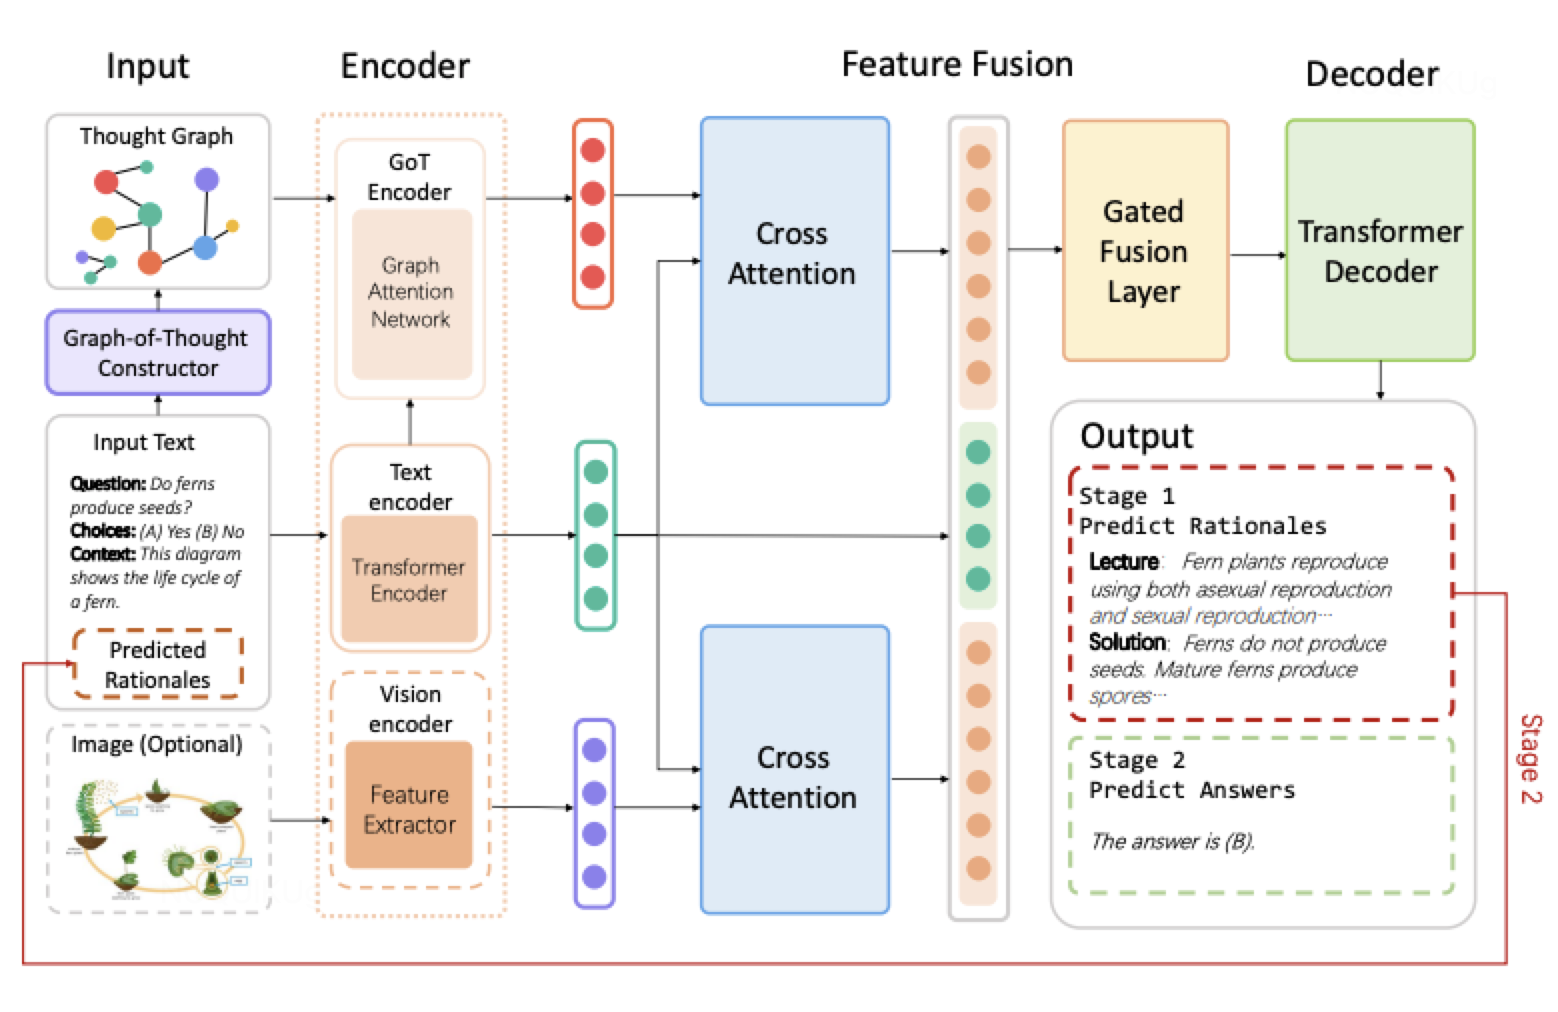 Input
Encoder
Feature Fusion
Decoder
Thought Graph
Graph-of-Thought
Constructor
Input Text
Question: Do ferns
produce seeds?
Choices: (A) Yes (B) No
Context: This diagram
shows the life cycle of
a fern.
Predicted
Rationales
Image (Optional)
GoT
Encoder
Graph
Attention
Network
Text
encoder
Transformer
Encoder
Vision
encoder
Feature
Extractor
Cross
Attention
Cross
Attention
Gated
Fusion
Layer
Transformer
Decoder
Output
Stage 1
Predict Rationales
Lecture: Fern plants reproduce
using both asexual reproduction
and sexual reproduction···
Solution: Ferns do not produce
seeds. Mature ferns produce
spores···
Stage 2
Predict Answers
The answer is (B).
Stage 2